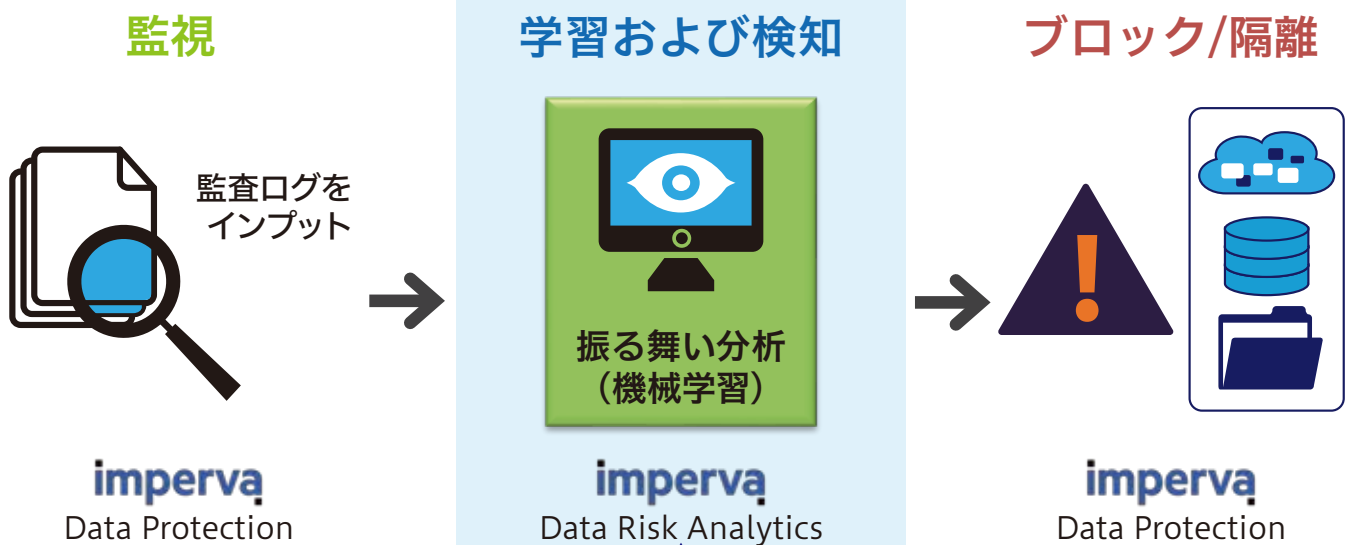 監視
監査ログを
インプット
imperva
Data Protection
学習および検知
振る舞い分析
（機械学習）
imperva
Data Risk Analytics
ブロック/隔離
!
imperva
Data Protection